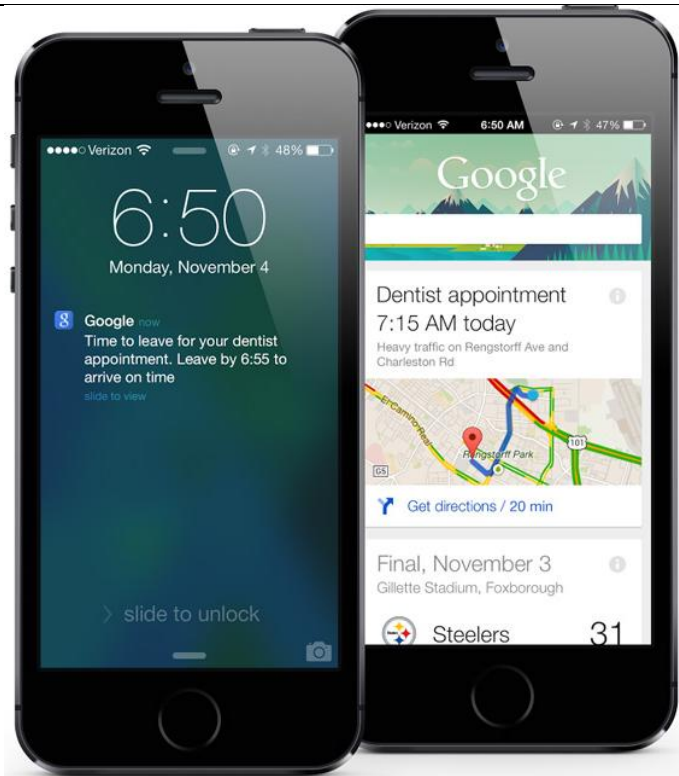 Verizon 48%
6:50
Monday, November 4
Google now
Time to leave for your dentist
appointment. Leave by 6:55 to
arrive on time
slide to view
slide to unlock
Verizon 6:50 AM 47%
Google
Dentist appointment
7:15 AM today
Heavy traffic on Rengstorff Ave and
Charleston Rd
El Camino Real
Rengstorff Park
101
G5
Get directions / 20 min
Final, November 3
Gillette Stadium, Foxborough
Steelers 31